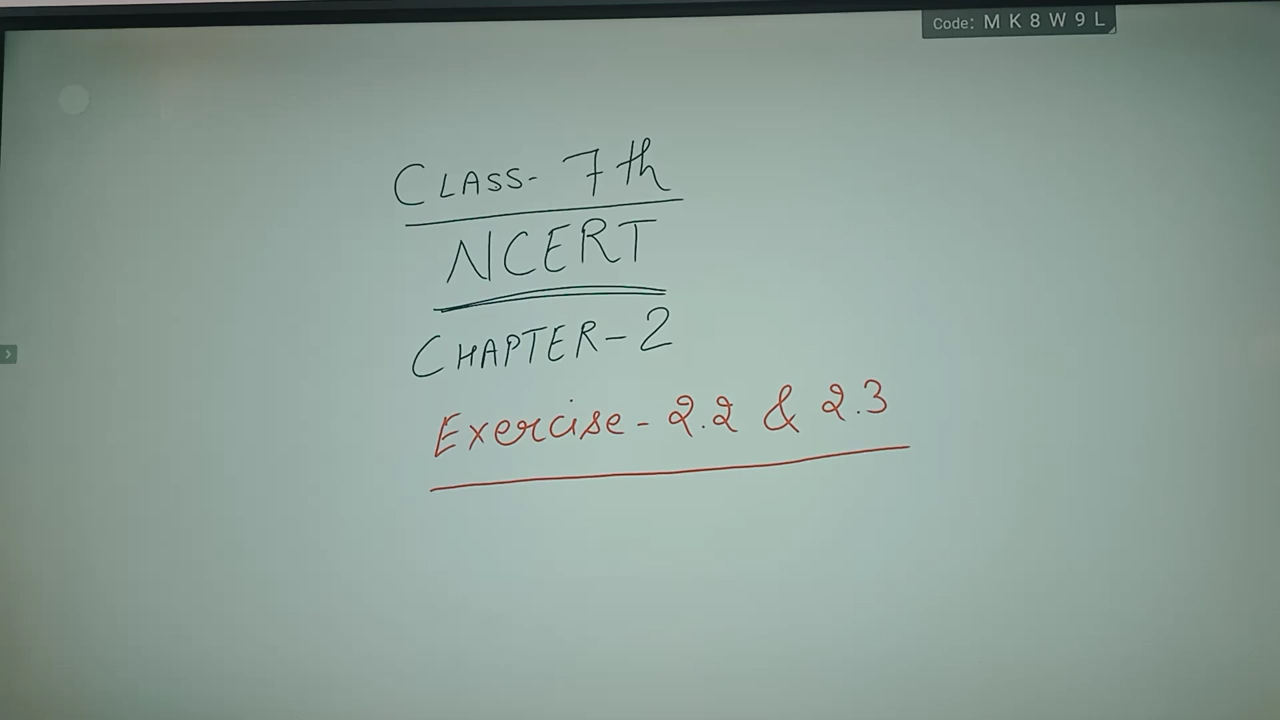 Code: M K 8 W 9 L
CLASS- 7th
NCERT
CHAPTER-2
Exercise-2.2 & 2.3